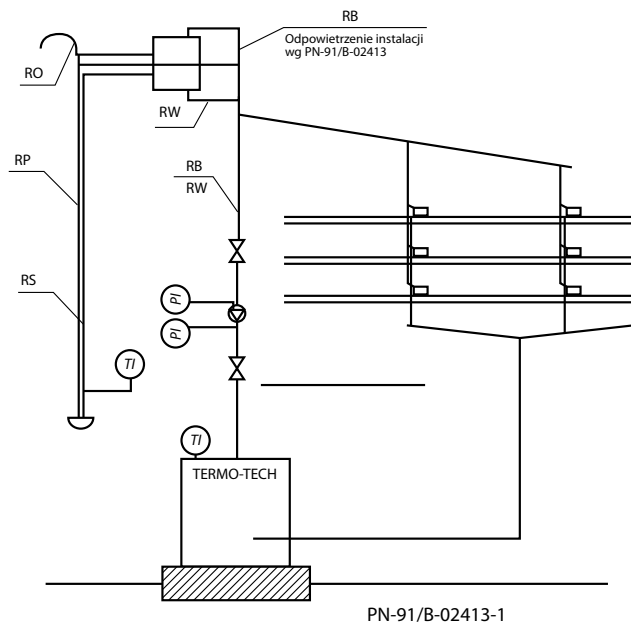 RB
Odpowietrzenie instalacji
wg PN-91/B-02413
RO
RW
RP
RB
RW
RS
PI
PI
TI
TI
TERMO-TECH
PN-91/B-02413-1